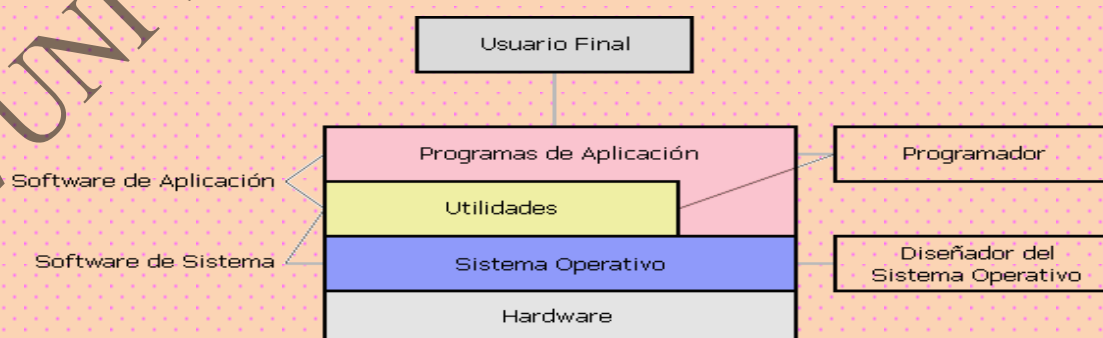 UNI
Usuario Final
Programas de Aplicación
Programador
Software de Aplicación
Utilidades
Software de Sistema
Sistema Operativo
Diseñador del
Sistema Operativo
Hardware